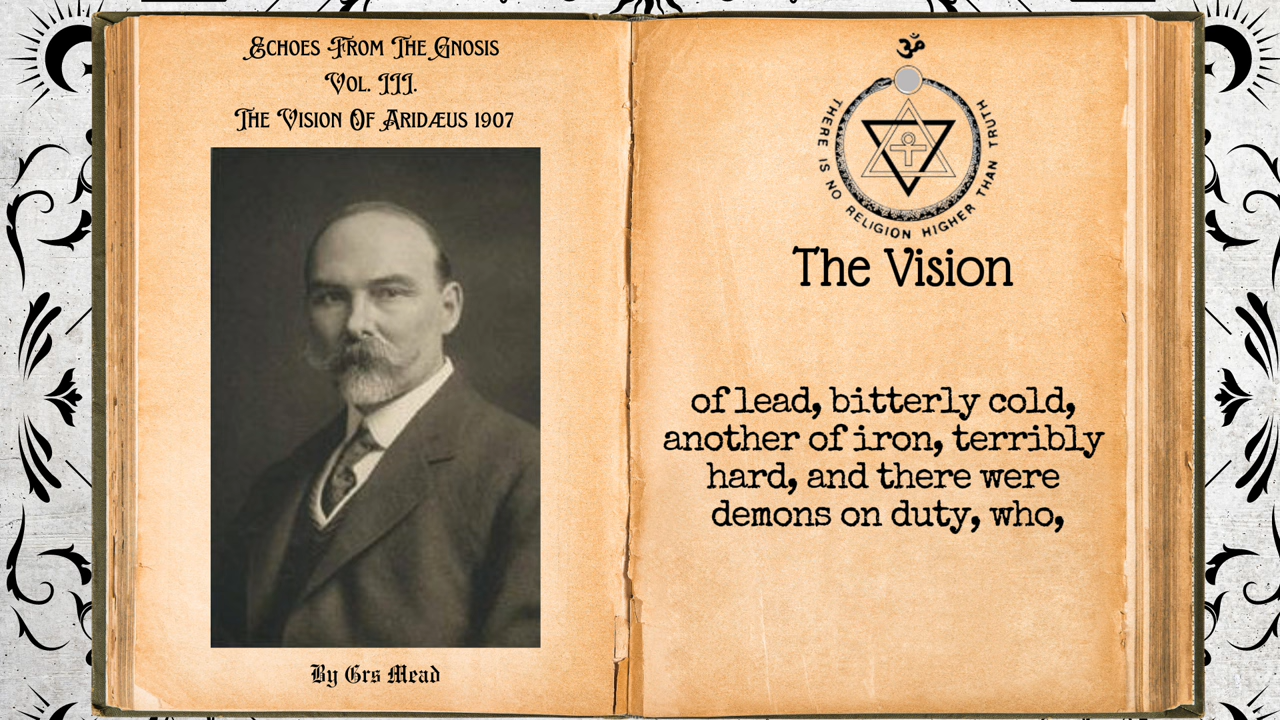 Echoes From The Gnosis
Vol. III.
The Vision Of Aridæus 1907
By Grs Mead
ॐ
THERE IS NO RELIGION HIGHER THAN TRUTH
The Vision
of lead, bitterly cold,
another of iron, terribly
hard, and there were
demons on duty, who,